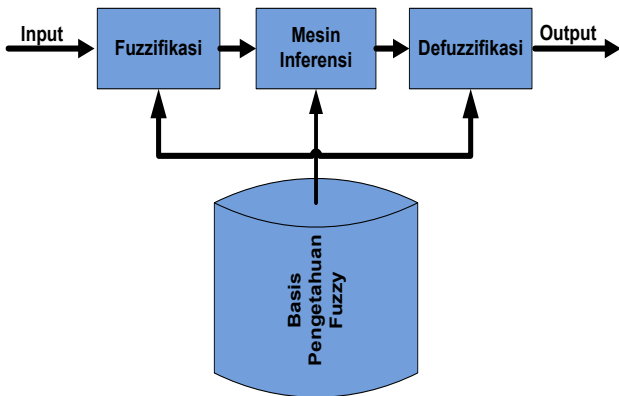 Input
Fuzzifikasi
Mesin
Inferensi
Defuzzifikasi
Output
Basis
Pengetahuan
Fuzzy